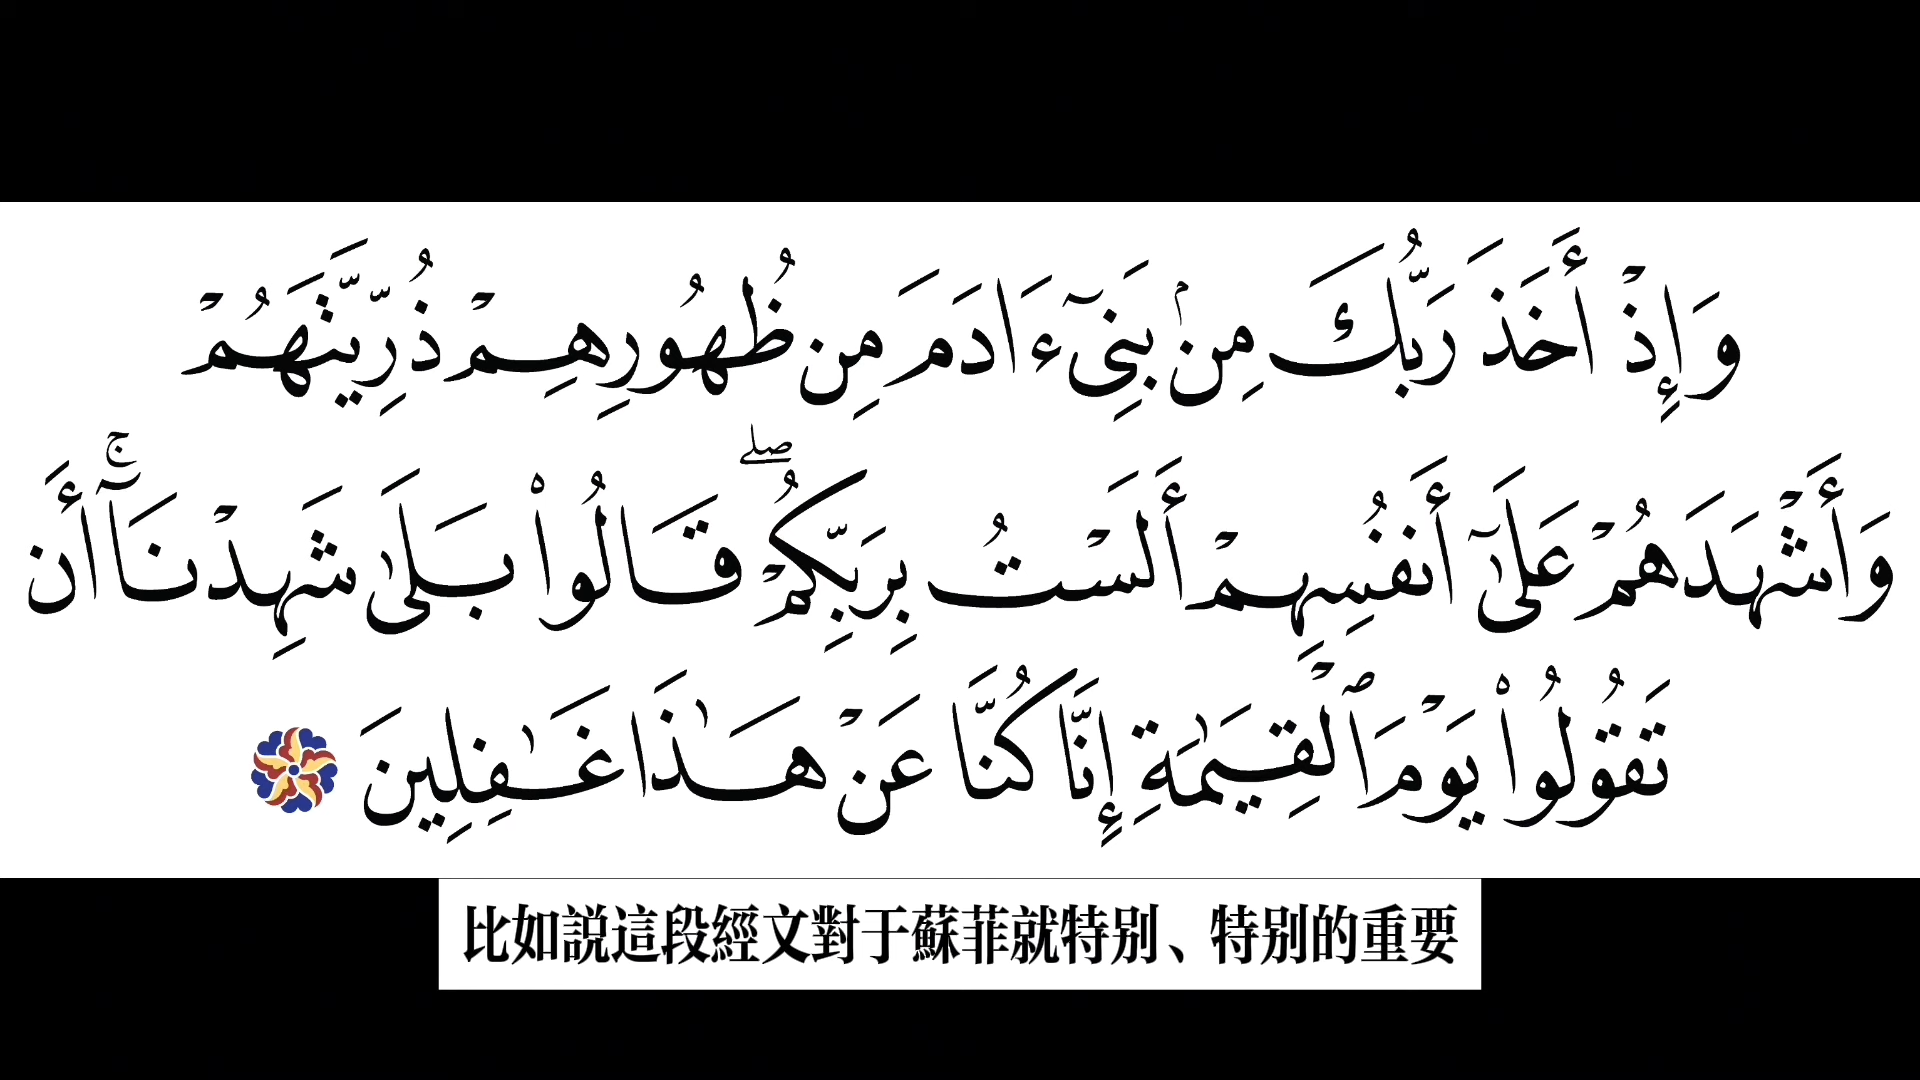 وَإِذْ أَخَذَ رَبُّكَ مِنۢ بَنِىٓ ءَادَمَ مِن ظُهُورِهِمْ ذُرِّيَّتَهُمْ
وَأَشْهَدَهُمْ عَلَىٰٓ أَنفُسِهِمْ أَلَسْتُ بِرَبِّكُمْ ۖ قَالُوا۟ بَلَىٰ شَهِدْنَآ ۚ أَن
تَقُولُوا۟ يَوْمَ ٱلْقِيَـٰمَةِ إِنَّا كُنَّا عَنْ هَـٰذَا غَـٰفِلِينَ
比如説這段經文對于蘇菲就特别、特别的重要